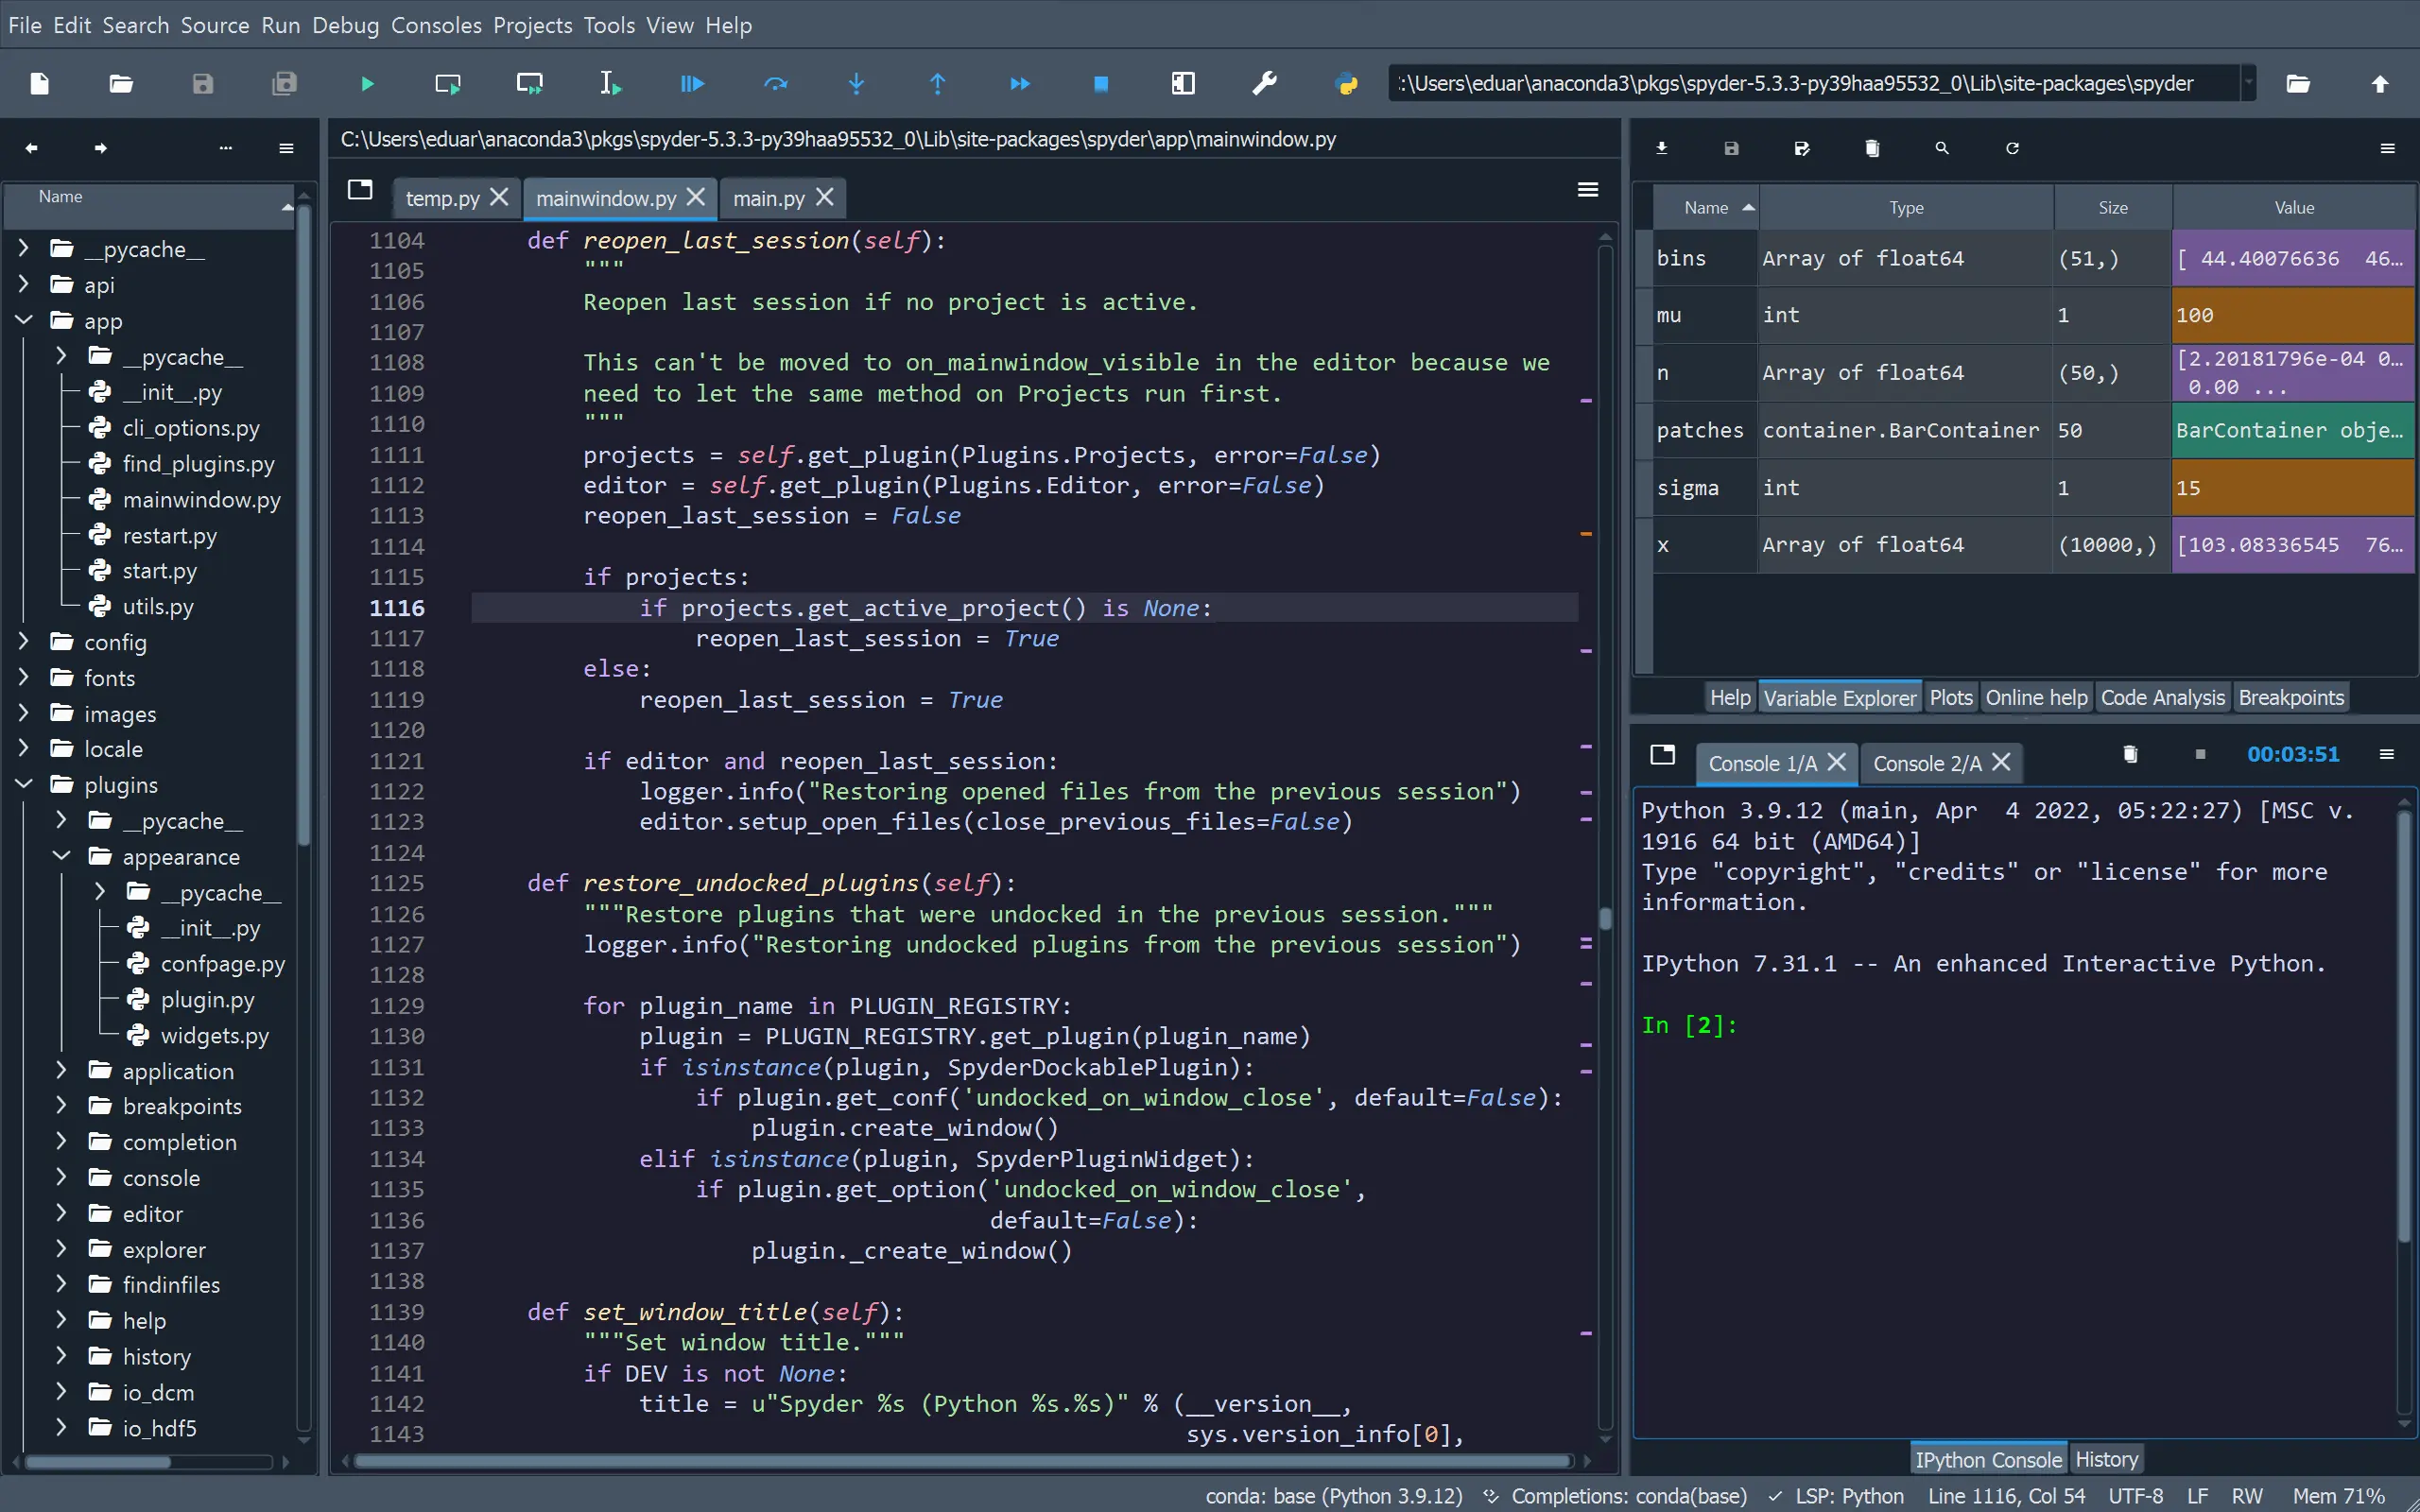 File Edit Search Source Run Debug Consoles Projects Tools View Help
:\Users\eduar\anaconda3\pkgs\spyder-5.3.3-py39haa95532_0\Lib\site-packages\spyder
Name
__pycache__
api
app
__pycache__
__init__.py
cli_options.py
find_plugins.py
mainwindow.py
restart.py
start.py
utils.py
config
fonts
images
locale
plugins
__pycache__
appearance
__pycache__
__init__.py
confpage.py
plugin.py
widgets.py
application
breakpoints
completion
console
editor
explorer
findinfiles
help
history
io_dcm
io_hdf5
C:\Users\eduar\anaconda3\pkgs\spyder-5.3.3-py39haa95532_0\Lib\site-packages\spyder\app\mainwindow.py
temp.py mainwindow.py main.py
1104     def reopen_last_session(self):
1105         """
1106         Reopen last session if no project is active.
1107
1108         This can't be moved to on_mainwindow_visible in the editor because we
1109         need to let the same method on Projects run first.
1110         """
1111         projects = self.get_plugin(Plugins.Projects, error=False)
1112         editor = self.get_plugin(Plugins.Editor, error=False)
1113         reopen_last_session = False
1114
1115         if projects:
1116             if projects.get_active_project() is None:
1117                 reopen_last_session = True
1118         else:
1119             reopen_last_session = True
1120
1121         if editor and reopen_last_session:
1122             logger.info("Restoring opened files from the previous session")
1123             editor.setup_open_files(close_previous_files=False)
1124
1125     def restore_undocked_plugins(self):
1126         """Restore plugins that were undocked in the previous session."""
1127         logger.info("Restoring undocked plugins from the previous session")
1128
1129         for plugin_name in PLUGIN_REGISTRY:
1130             plugin = PLUGIN_REGISTRY.get_plugin(plugin_name)
1131             if isinstance(plugin, SpyderDockablePlugin):
1132                 if plugin.get_conf('undocked_on_window_close', default=False):
1133                     plugin.create_window()
1134             elif isinstance(plugin, SpyderPluginWidget):
1135                 if plugin.get_option('undocked_on_window_close',
1136                                      default=False):
1137                     plugin._create_window()
1138
1139     def set_window_title(self):
1140         """Set window title."""
1141         if DEV is not None:
1142             title = u"Spyder %s (Python %s.%s)" % (__version__,
1143                                                    sys.version_info[0],
Name Type Size Value
bins Array of float64 (51,) [ 44.40076636 46...
mu int 1 100
n Array of float64 (50,) [2.20181796e-04 0...
0.00 ...
patches container.BarContainer 50 BarContainer obje...
sigma int 1 15
x Array of float64 (10000,) [103.08336545 76...
Help Variable Explorer Plots Online help Code Analysis Breakpoints
Console 1/A Console 2/A 00:03:51
Python 3.9.12 (main, Apr  4 2022, 05:22:27) [MSC v.
1916 64 bit (AMD64)]
Type "copyright", "credits" or "license" for more
information.
IPython 7.31.1 -- An enhanced Interactive Python.
In [2]:
IPython Console History
conda: base (Python 3.9.12) Completions: conda(base) LSP: Python Line 1116, Col 54 UTF-8 LF RW Mem 71%